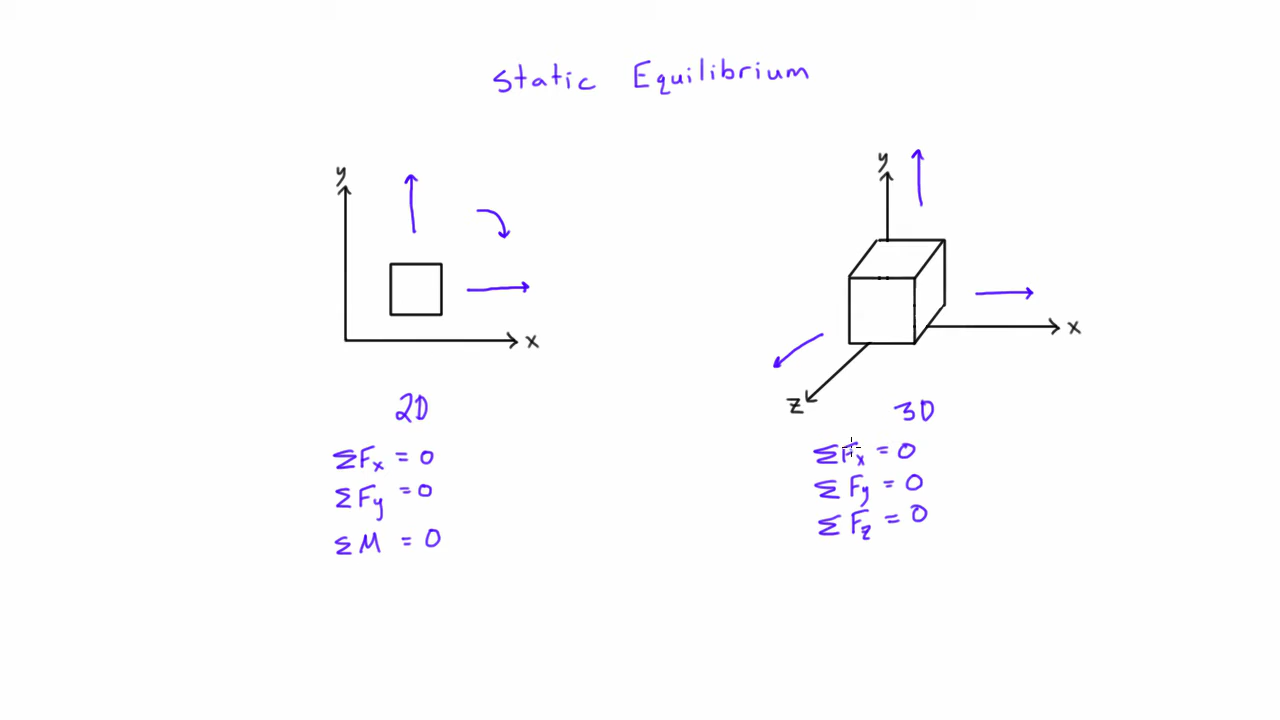 Static Equilibrium
y
x
2D
ΣFx = 0
ΣFy = 0
ΣM = 0
y
x
z
3D
ΣFx = 0
ΣFy = 0
ΣFz = 0